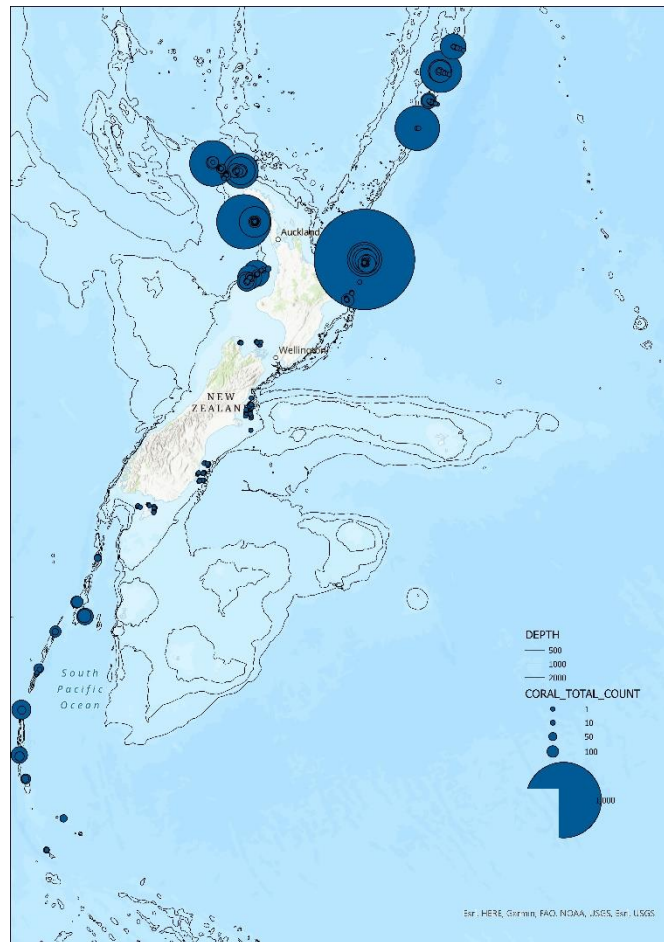 Auckland
Wellington
NEW
ZEALAND
South
Pacific
Ocean
DEPTH
500
1000
2000
CORAL_TOTAL_COUNT
1
10
50
100
Esri, HERE, Garmin, FAO, NOAA, USGS, Esri, USGS